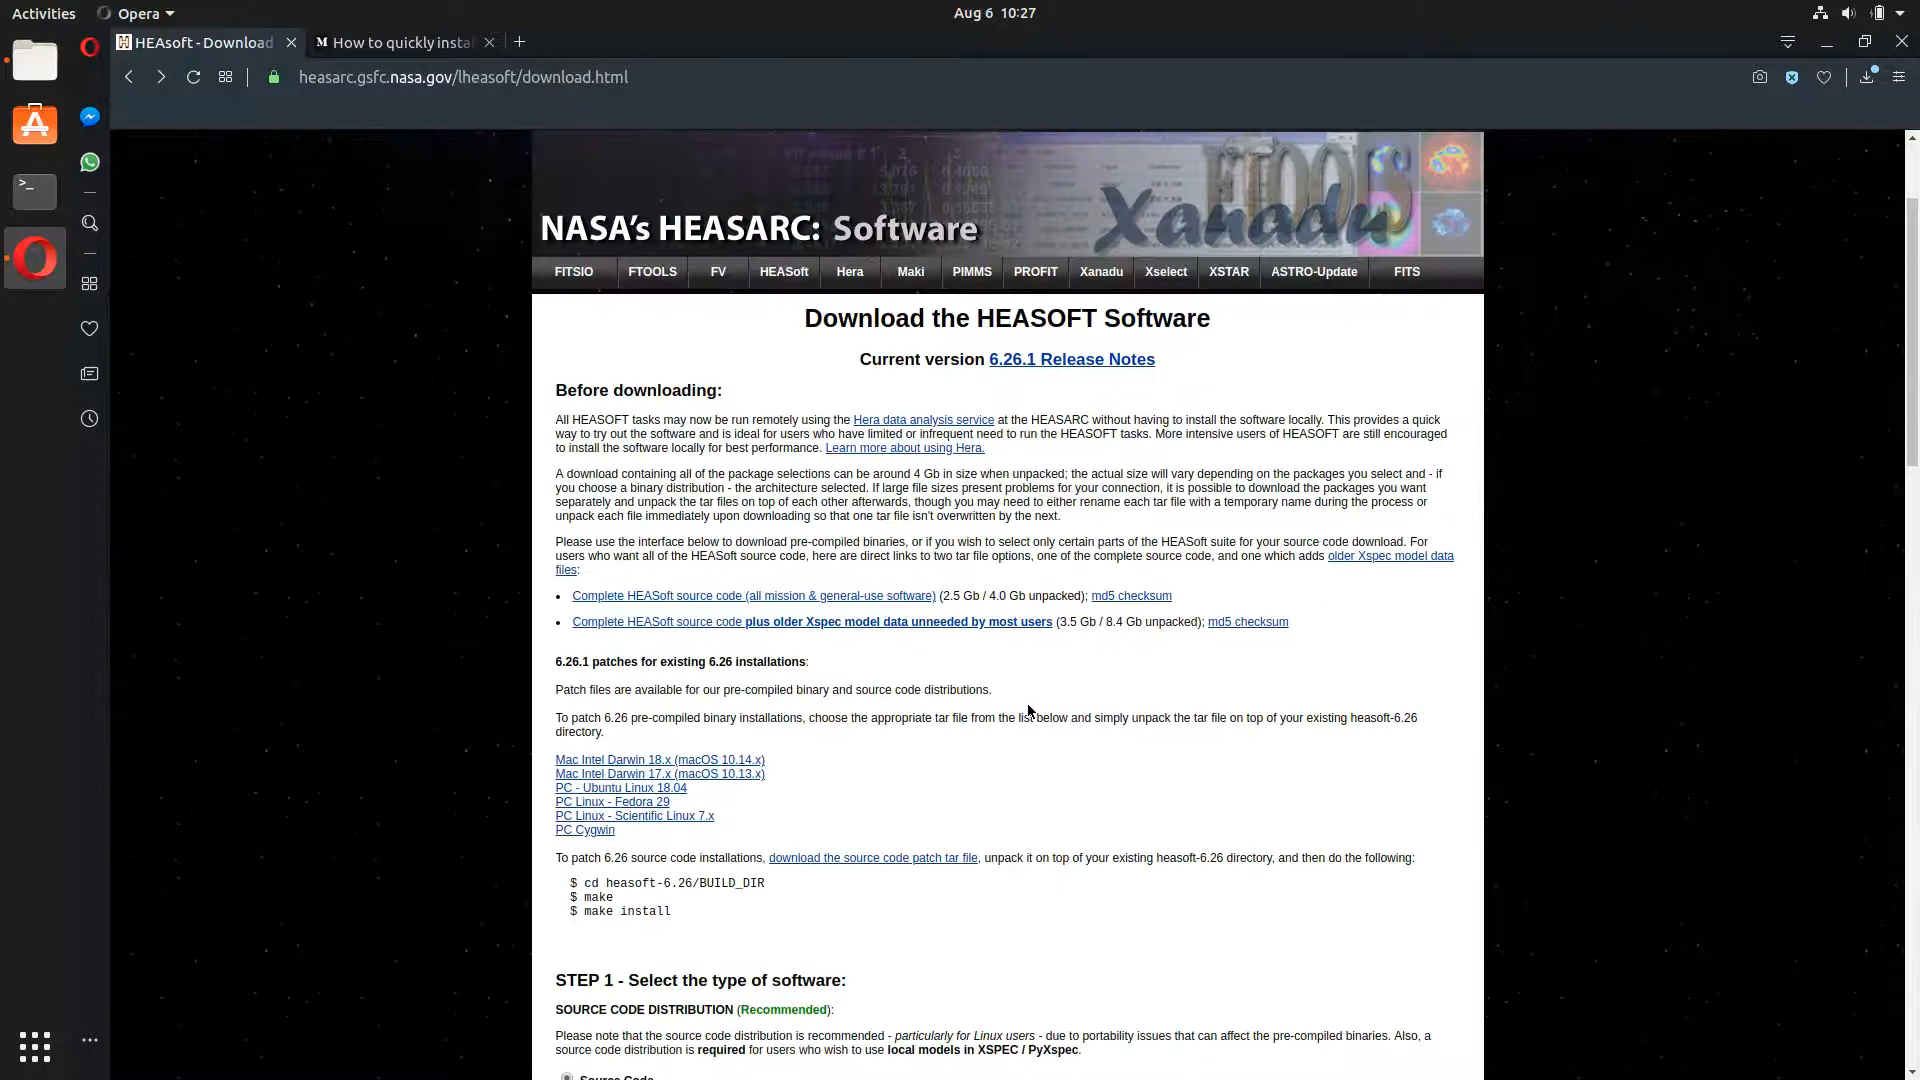 Activities
Opera
Aug 6 10:27
HEAsoft - Download
M How to quickly insta
heasarc.gsfc.nasa.gov/lheasoft/download.html
FTOOLS
Xanadu
NASA's HEASARC: Software
FITSIO FTOOLS FV HEASoft Hera Maki PIMMS PROFIT Xanadu Xselect XSTAR ASTRO-Update FITS
Download the HEASOFT Software
Current version 6.26.1 Release Notes
Before downloading:
All HEASOFT tasks may now be run remotely using the Hera data analysis service at the HEASARC without having to install the software locally. This provides a quick
way to try out the software and is ideal for users who have limited or infrequent need to run the HEASOFT tasks. More intensive users of HEASOFT are still encouraged
to install the software locally for best performance. Learn more about using Hera.
A download containing all of the package selections can be around 4 Gb in size when unpacked; the actual size will vary depending on the packages you select and - if
you choose a binary distribution - the architecture selected. If large file sizes present problems for your connection, it is possible to download the packages you want
separately and unpack the tar files on top of each other afterwards, though you may need to either rename each tar file with a temporary name during the process or
unpack each file immediately upon downloading so that one tar file isn't overwritten by the next.
Please use the interface below to download pre-compiled binaries, or if you wish to select only certain parts of the HEASoft suite for your source code download. For
users who want all of the HEASoft source code, here are direct links to two tar file options, one of the complete source code, and one which adds older Xspec model data
files:
• Complete HEASoft source code (all mission & general-use software) (2.5 Gb / 4.0 Gb unpacked); md5 checksum
• Complete HEASoft source code plus older Xspec model data unneeded by most users (3.5 Gb / 8.4 Gb unpacked); md5 checksum
6.26.1 patches for existing 6.26 installations:
Patch files are available for our pre-compiled binary and source code distributions.
To patch 6.26 pre-compiled binary installations, choose the appropriate tar file from the list below and simply unpack the tar file on top of your existing heasoft-6.26
directory.
Mac Intel Darwin 18.x (macOS 10.14.x)
Mac Intel Darwin 17.x (macOS 10.13.x)
PC - Ubuntu Linux 18.04
PC Linux - Fedora 29
PC Linux - Scientific Linux 7.x
PC Cygwin
To patch 6.26 source code installations, download the source code patch tar file, unpack it on top of your existing heasoft-6.26 directory, and then do the following:
$ cd heasoft-6.26/BUILD_DIR
$ make
$ make install
STEP 1 - Select the type of software:
SOURCE CODE DISTRIBUTION (Recommended):
Please note that the source code distribution is recommended - particularly for Linux users - due to portability issues that can affect the pre-compiled binaries. Also, a
source code distribution is required for users who wish to use local models in XSPEC / PyXspec.
Source Code